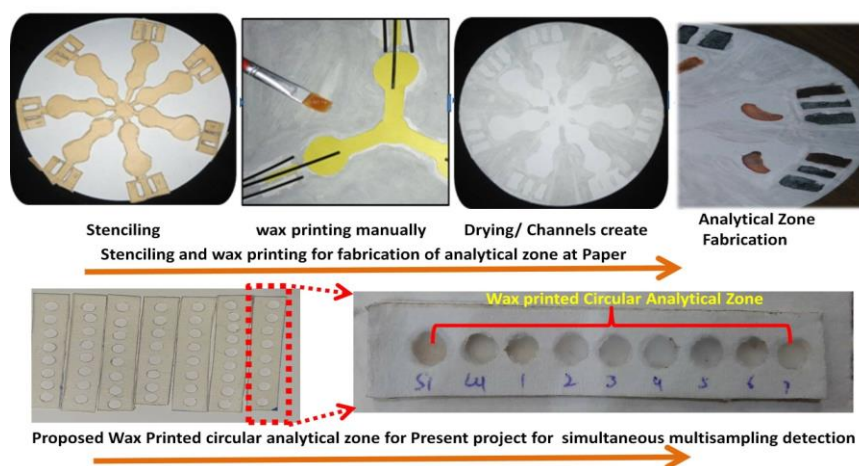 Stenciling
wax printing manually
Drying/ Channels create
Analytical Zone
Fabrication
Stenciling and wax printing for fabrication of analytical zone at Paper
Wax printed Circular Analytical Zone
1 2 3 4 5 6 7
Proposed Wax Printed circular analytical zone for Present project for simultaneous multisampling detection